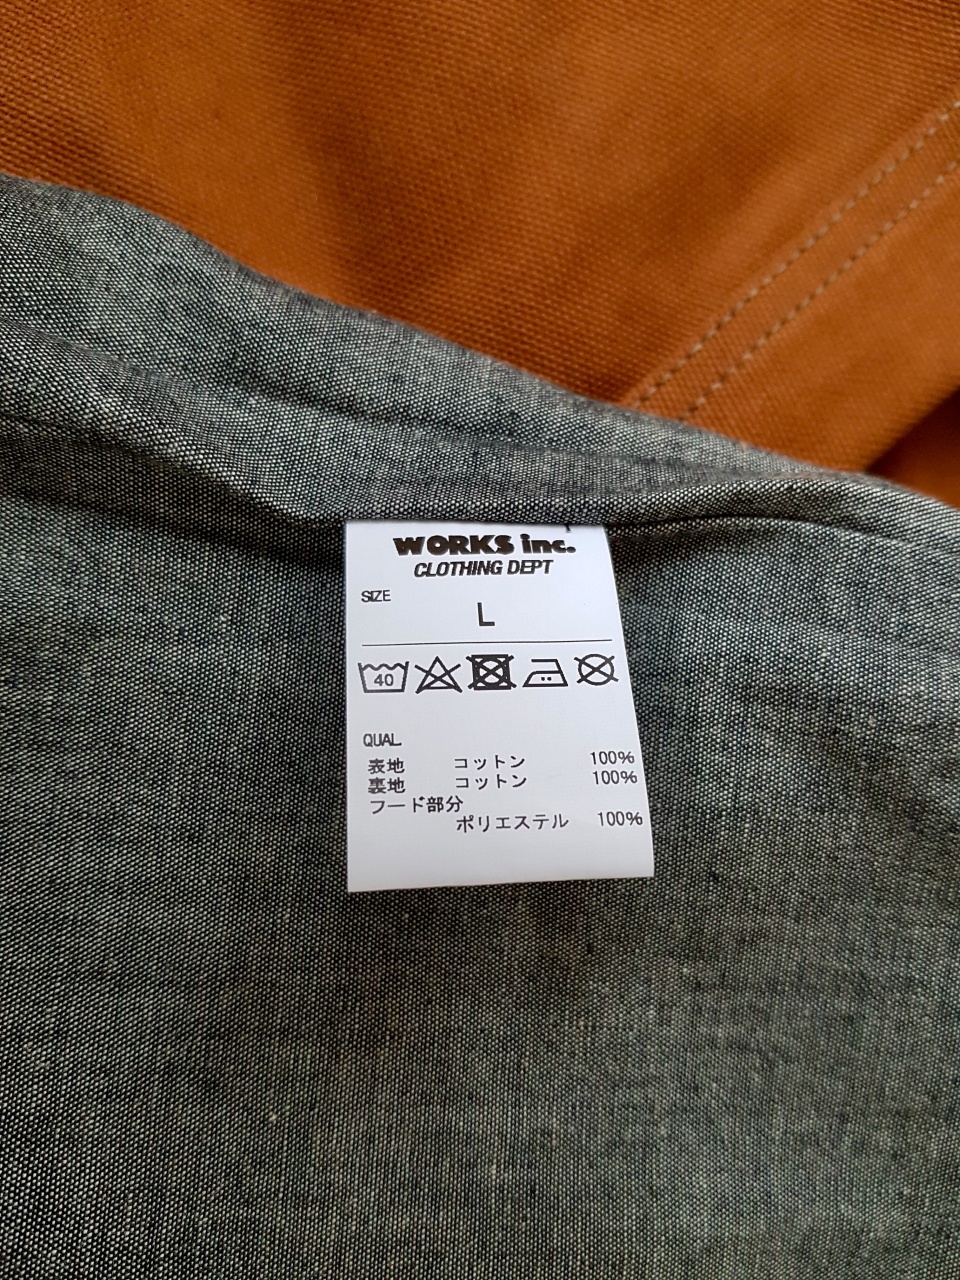 WORKS inc.
CLOTHING DEPT
SIZE
L
40
QUAL
表地 コットン 100%
裏地 コットン 100%
フード部分
ポリエステル 100%